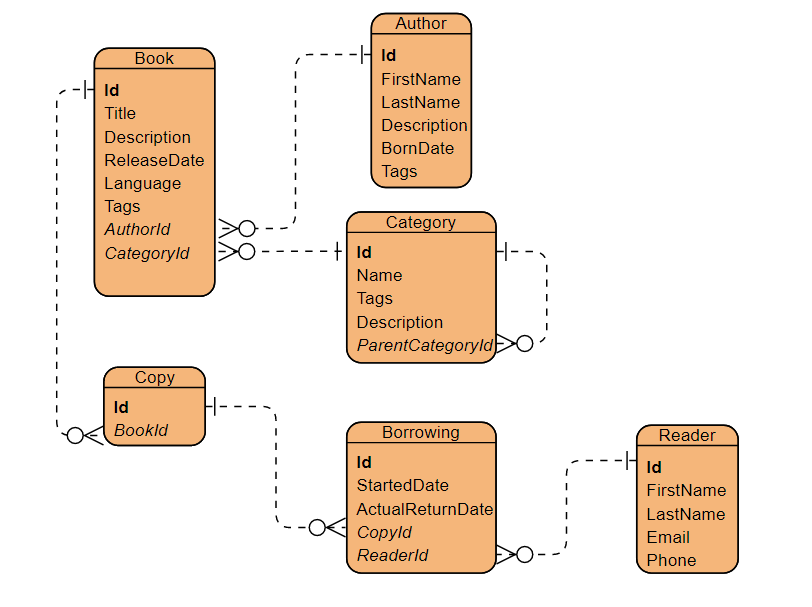 Author
Id
FirstName
LastName
Description
BornDate
Tags
Book
Id
Title
Description
ReleaseDate
Language
Tags
AuthorId
CategoryId
Category
Id
Name
Tags
Description
ParentCategoryId
Copy
Id
BookId
Borrowing
Id
StartedDate
ActualReturnDate
CopyId
ReaderId
Reader
Id
FirstName
LastName
Email
Phone